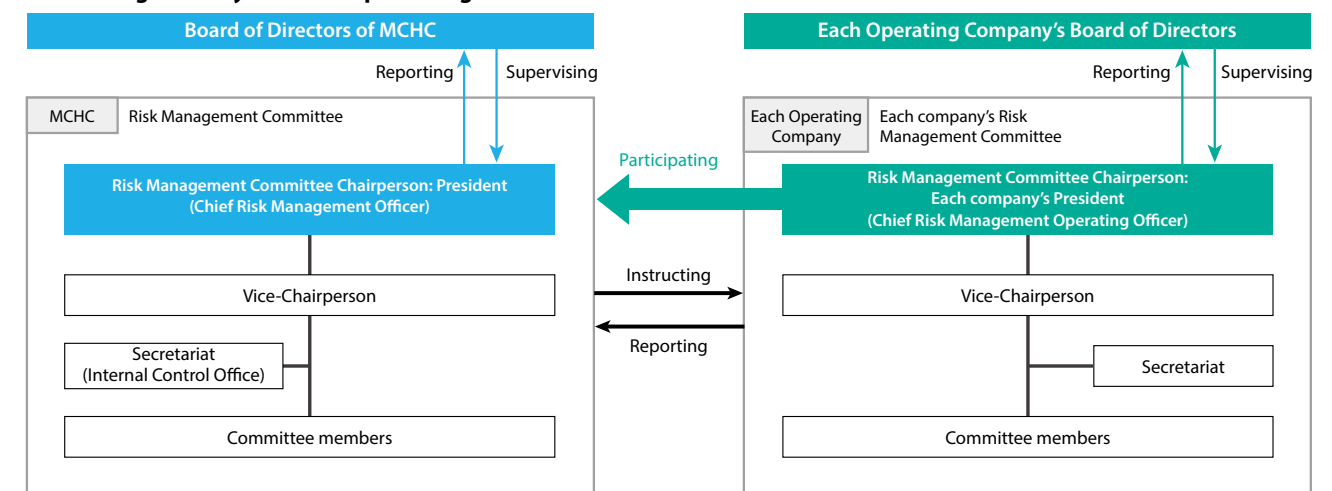 Board of Directors of MCHC
Reporting
Supervising
MCHC
Risk Management Committee
Risk Management Committee Chairperson: President
(Chief Risk Management Officer)
Vice-Chairperson
Secretariat
(Internal Control Office)
Committee members
Participating
Instructing
Reporting
Each Operating Company’s Board of Directors
Reporting
Supervising
Each Operating
Company
Each company’s Risk
Management Committee
Risk Management Committee Chairperson:
Each company’s President
(Chief Risk Management Operating Officer)
Vice-Chairperson
Secretariat
Committee members